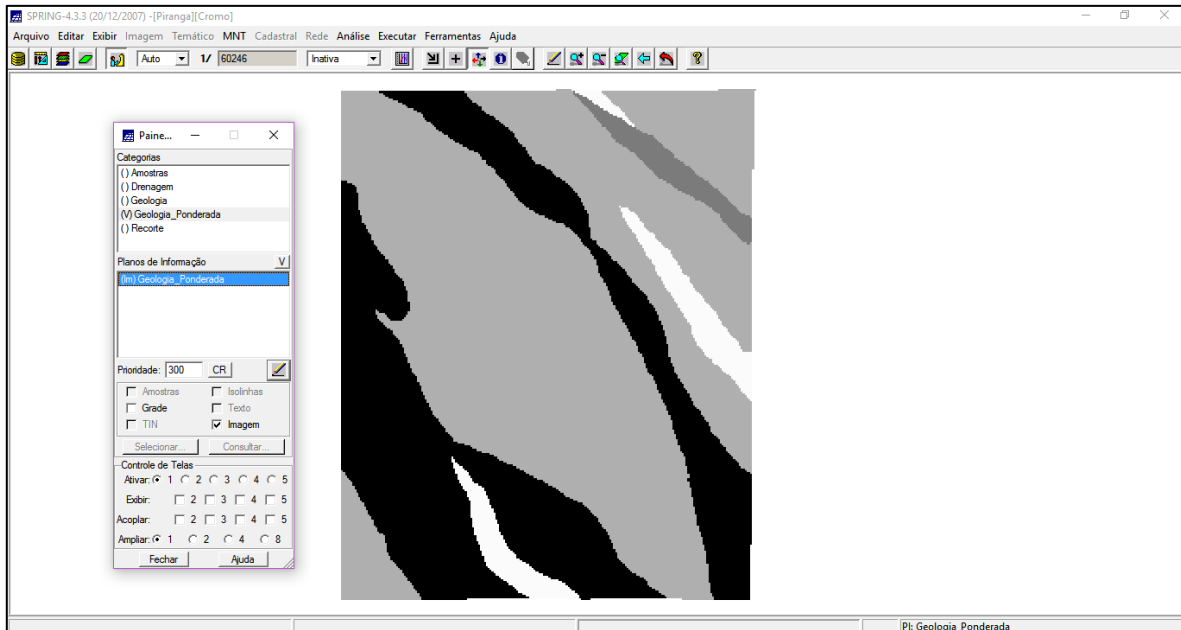 SPRING-4.3.3 (20/12/2007) -[Piranga][Cromo]
Arquivo Editar Exibir Imagem Temático MNT Cadastral Rede Análise Executar Ferramentas Ajuda
Auto 1/ 60246 Inativa
Paine...
Categorias
( ) Amostras
( ) Drenagem
( ) Geologia
(V) Geologia_Ponderada
( ) Recorte
Planos de Informação V
(Im) Geologia_Ponderada
Prioridade: 300 CR
Amostras Isolinhas
Grade Texto
TIN Imagem
Selecionar... Consultar...
Controle de Telas
Ativar: 1 2 3 4 5
Exibir: 2 3 4 5
Acoplar: 2 3 4 5
Ampliar: 1 2 4 8
Fechar Ajuda
PI: Geologia_Ponderada